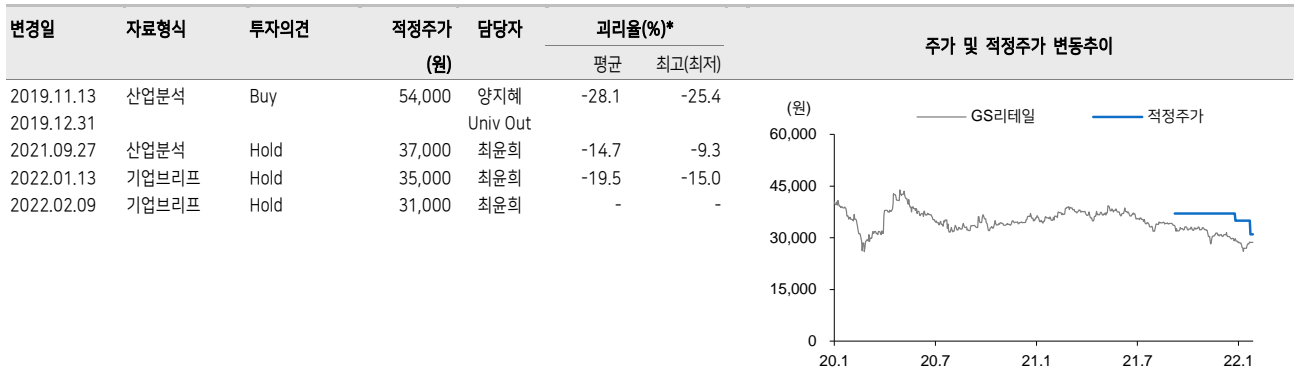 변경일 자료형식 투자의견 적정주가 담당자 괴리율(%)* 주가 및 적정주가 변동추이
(원) 평균 최고(최저)
2019.11.13 산업분석 Buy 54,000 양지혜 -28.1 -25.4
2019.12.31 Univ Out
2021.09.27 산업분석 Hold 37,000 최윤희 -14.7 -9.3
2022.01.13 기업브리프 Hold 35,000 최윤희 -19.5 -15.0
2022.02.09 기업브리프 Hold 31,000 최윤희 - -
(원) GS리테일 적정주가
60,000
45,000
30,000
15,000
0
20.1 20.7 21.1 21.7 22.1